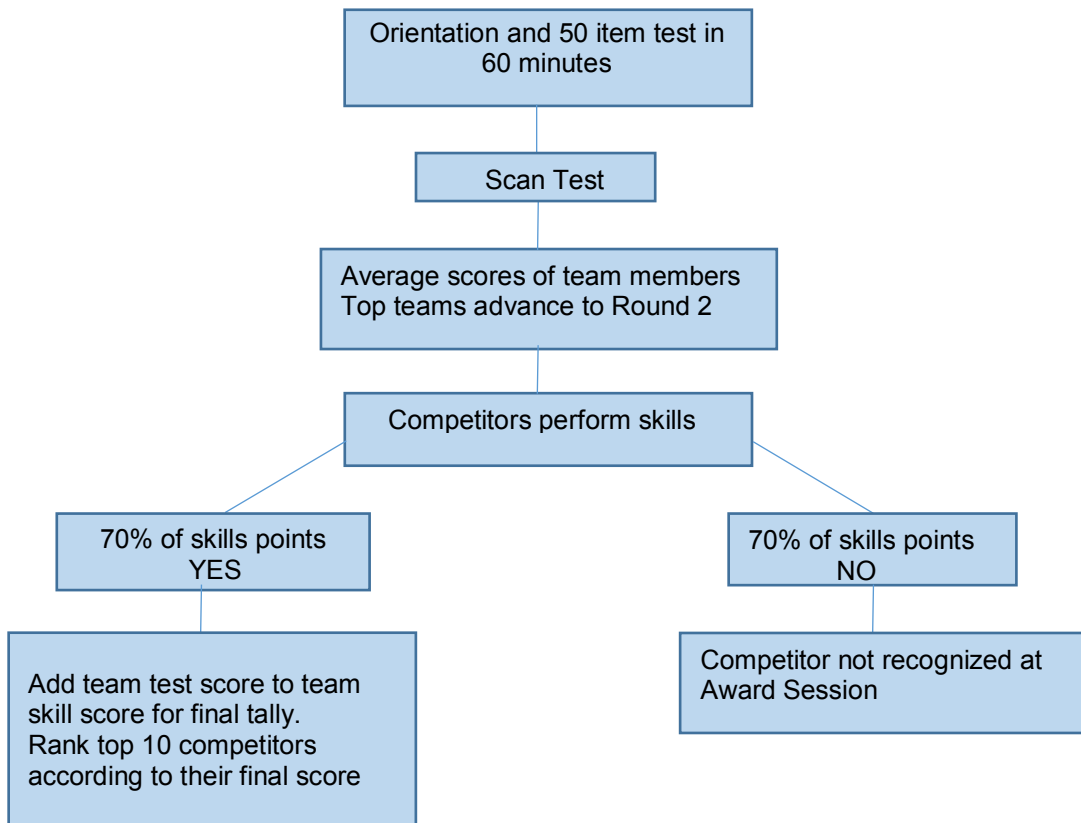 Orientation and 50 item test in
60 minutes
Scan Test
Average scores of team members
Top teams advance to Round 2
Competitors perform skills
70% of skills points
YES
70% of skills points
NO
Add team test score to team
skill score for final tally.
Rank top 10 competitors
according to their final score
Competitor not recognized at
Award Session